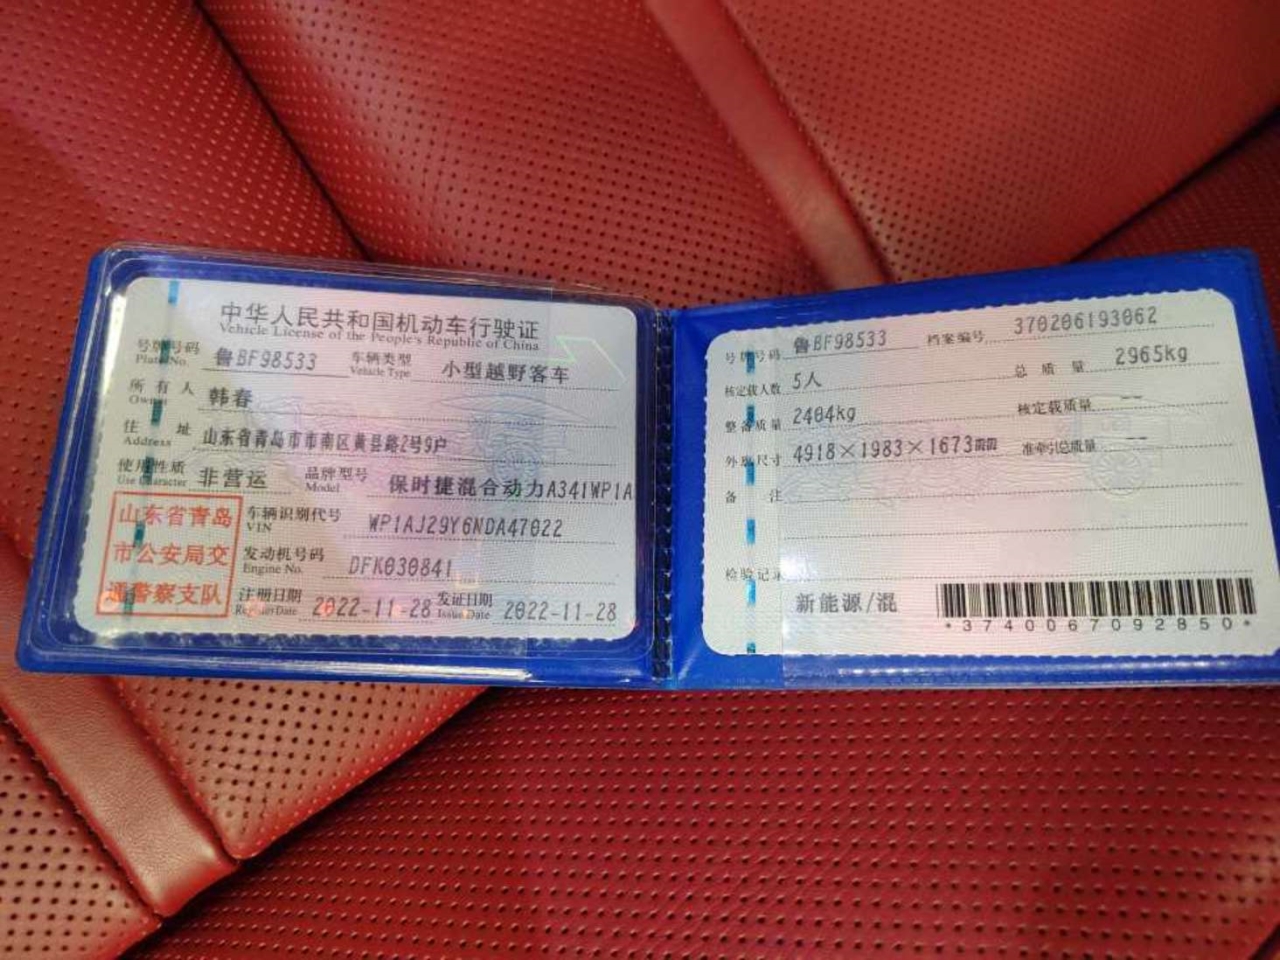 中华人民共和国机动车行驶证
Vehicle License of the People's Republic of China
号牌号码 鲁BF98533 车辆类型 小型越野客车
Plate No. Vehicle Type
所有人 韩春
Owner
住址 山东省青岛市市南区黄县路2号9户
Address
使用性质 非营运 品牌型号 保时捷混合动力A341WP1A
Use Character Model
山东省青岛
市公安局交
通警察支队
车辆识别代号 WP1AJ29Y6NDA47022
VIN
发动机号码 DFK030841
Engine No.
注册日期 2022-11-28 发证日期 2022-11-28
Register Date Issue Date
号牌号码 鲁BF98533 档案编号 370206193062
核定载人数 5人 总质量 2965kg
整备质量 2404kg 核定载质量 --
外廓尺寸 4918×1983×1673mm 准牵引总质量 --
备注
检验记录
新能源/混
*3740067092850*